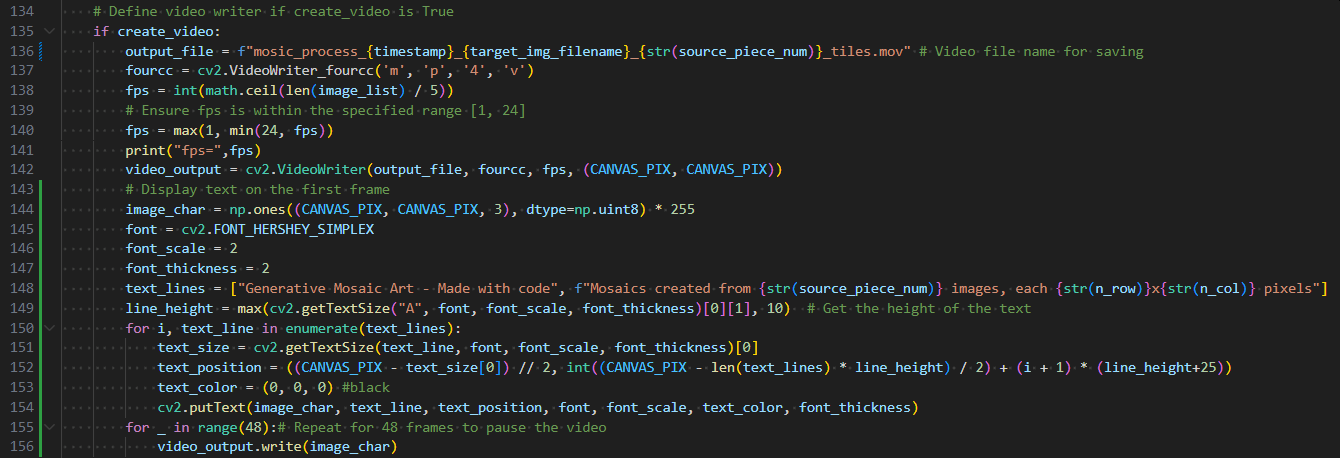 134 # Define video writer if create_video is True
135 if create_video:
136 output_file = f"mosic_process_{timestamp}_{target_img_filename}_{str(source_piece_num)}_tiles.mov" # Video file name for saving
137 fourcc = cv2.VideoWriter_fourcc('m', 'p', '4', 'v')
138 fps = int(math.ceil(len(image_list) / 5))
139 # Ensure fps is within the specified range [1, 24]
140 fps = max(1, min(24, fps))
141 print("fps=",fps)
142 video_output = cv2.VideoWriter(output_file, fourcc, fps, (CANVAS_PIX, CANVAS_PIX))
143 # Display text on the first frame
144 image_char = np.ones((CANVAS_PIX, CANVAS_PIX, 3), dtype=np.uint8) * 255
145 font = cv2.FONT_HERSHEY_SIMPLEX
146 font_scale = 2
147 font_thickness = 2
148 text_lines = ["Generative Mosaic Art - Made with code", f"Mosaics created from {str(source_piece_num)} images, each {str(n_row)}x{str(n_col)} pixels"]
149 line_height = max(cv2.getTextSize("A", font, font_scale, font_thickness)[0][1], 10) # Get the height of the text
150 for i, text_line in enumerate(text_lines):
151 text_size = cv2.getTextSize(text_line, font, font_scale, font_thickness)[0]
152 text_position = ((CANVAS_PIX - text_size[0]) // 2, int((CANVAS_PIX - len(text_lines) * line_height) / 2) + (i + 1) * (line_height+25))
153 text_color = (0, 0, 0) #black
154 cv2.putText(image_char, text_line, text_position, font, font_scale, text_color, font_thickness)
155 for _ in range(48):# Repeat for 48 frames to pause the video
156 video_output.write(image_char)